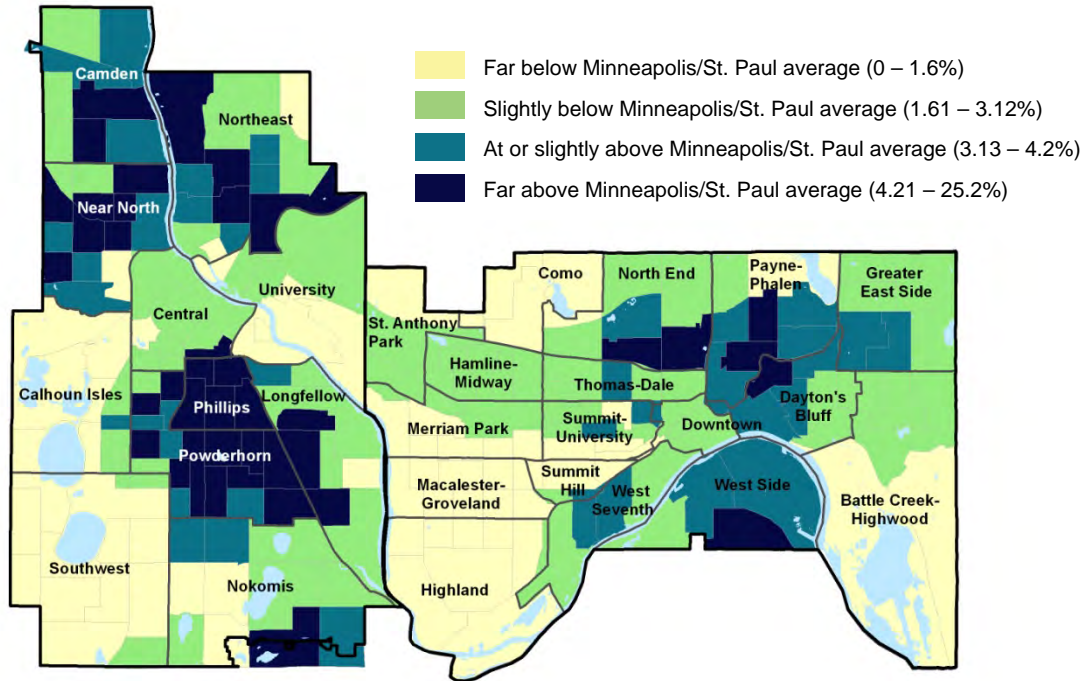 Far below Minneapolis/St. Paul average (0 – 1.6%)
Slightly below Minneapolis/St. Paul average (1.61 – 3.12%)
At or slightly above Minneapolis/St. Paul average (3.13 – 4.2%)
Far above Minneapolis/St. Paul average (4.21 – 25.2%)
Camden
Northeast
Near North
University
Central
Calhoun Isles
Phillips
Longfellow
Powderhorn
Southwest
Nokomis
Como
North End
Payne-
Phalen
Greater
East Side
St. Anthony
Park
Hamline-
Midway
Thomas-Dale
Merriam Park
Summit-
University
Downtown
Dayton's
Bluff
Macalester-
Groveland
Summit
Hill
West
Seventh
West Side
Battle Creek-
Highwood
Highland